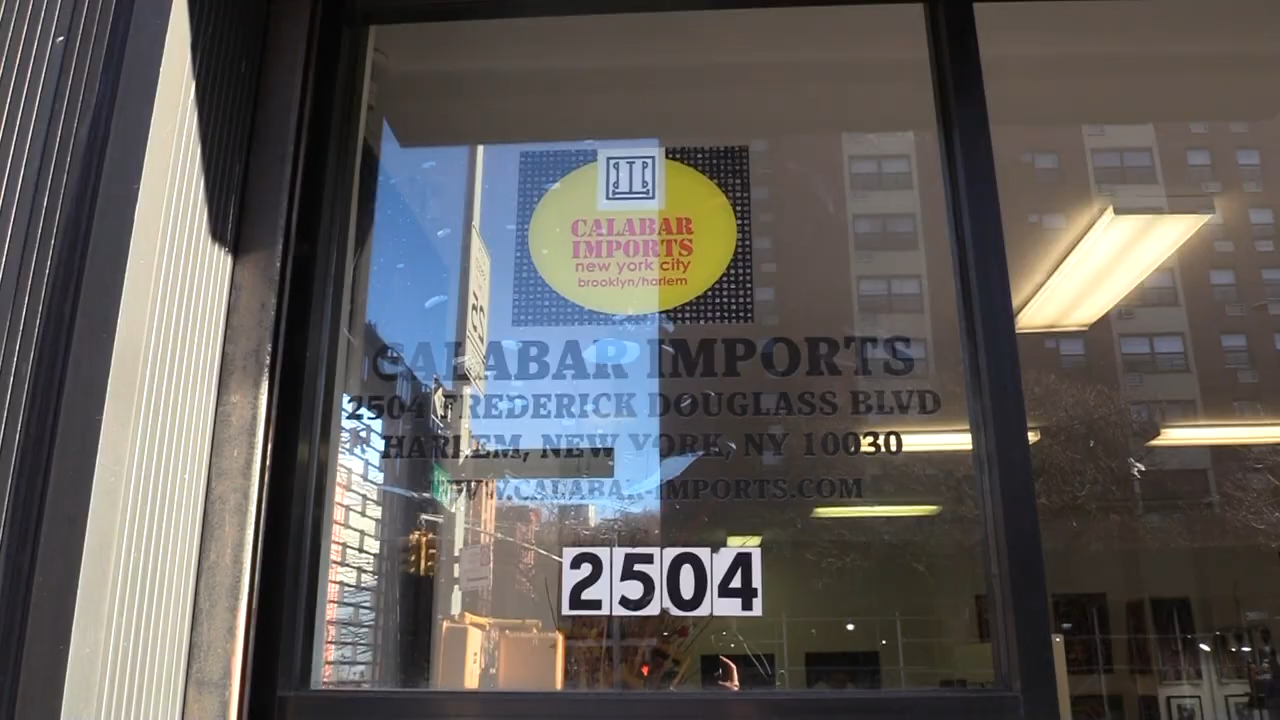 CALABAR
IMPORTS
new york city
brooklyn/harlem
CALABAR IMPORTS
2504 FREDERICK DOUGLASS BLVD
HARLEM, NEW YORK, NY 10030
WWW.CALABAR-IMPORTS.COM
2504